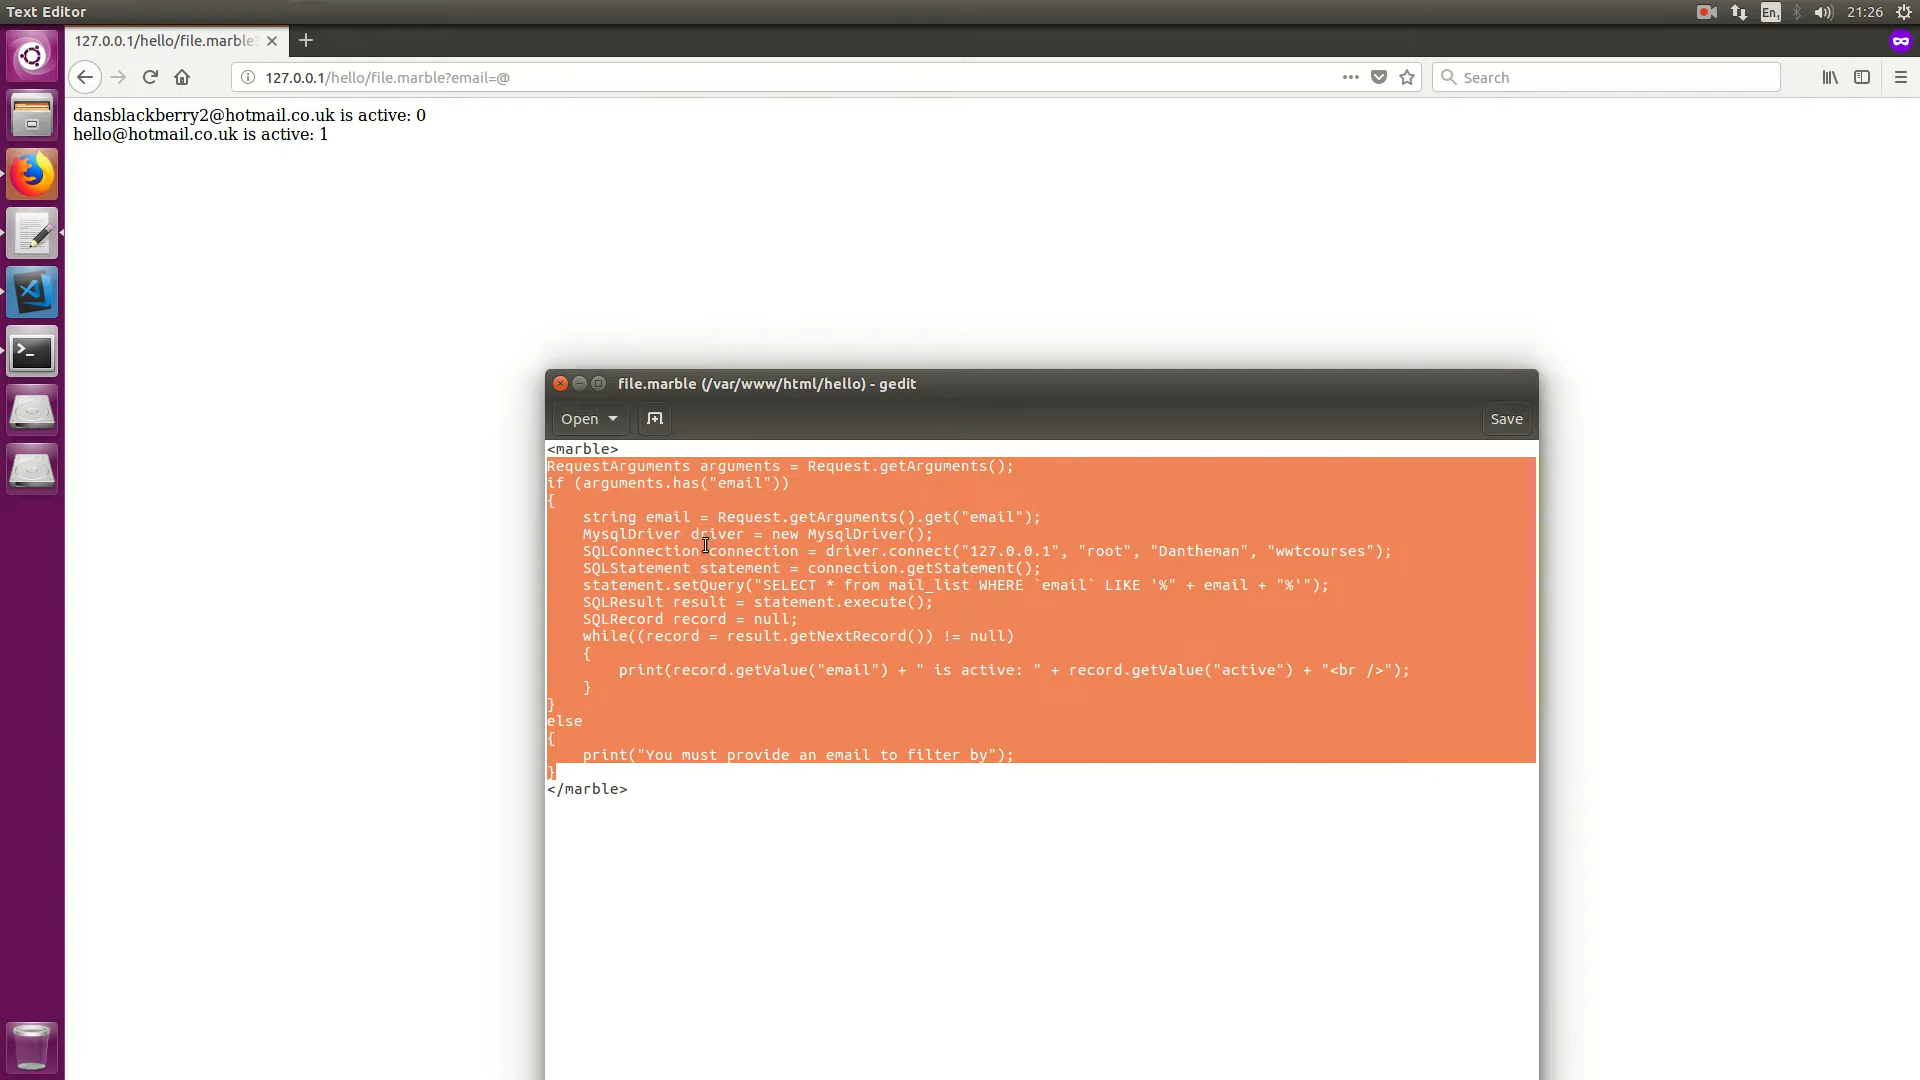 Text Editor
En1
21:26
127.0.0.1/hello/file.marble?
127.0.0.1/hello/file.marble?email=@
Search
dansblackberry2@hotmail.co.uk is active: 0
hello@hotmail.co.uk is active: 1
file.marble (/var/www/html/hello) - gedit
Open
Save
<marble>
RequestArguments arguments = Request.getArguments();
if (arguments.has("email"))
{
    string email = Request.getArguments().get("email");
    MysqlDriver driver = new MysqlDriver();
    SQLConnection connection = driver.connect("127.0.0.1", "root", "Dantheman", "wwtcourses");
    SQLStatement statement = connection.getStatement();
    statement.setQuery("SELECT * from mail_list WHERE `email` LIKE '%" + email + "%'");
    SQLResult result = statement.execute();
    SQLRecord record = null;
    while((record = result.getNextRecord()) != null)
    {
        print(record.getValue("email") + " is active: " + record.getValue("active") + "<br />");
    }
}
else
{
    print("You must provide an email to filter by");
}
</marble>